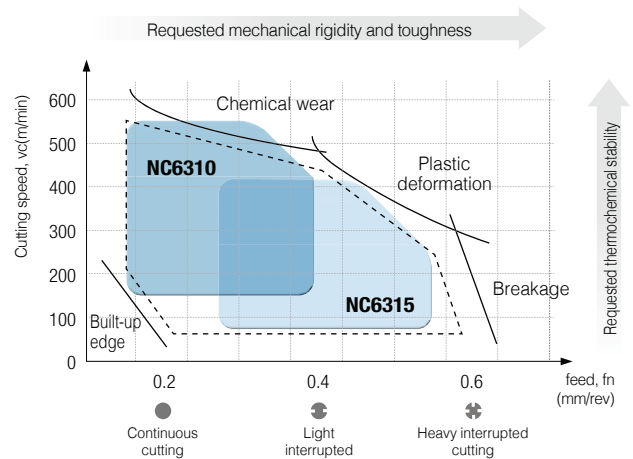 Requested mechanical rigidity and toughness
Cutting speed, vc(m/min)
600
500
400
300
200
100
0
Chemical wear
NC6310
Plastic
deformation
NC6315
Breakage
Built-up
edge
0.2
0.4
0.6
feed, fn
(mm/rev)
Continuous
cutting
Light
interrupted
Heavy interrupted
cutting
Requested thermochemical stability